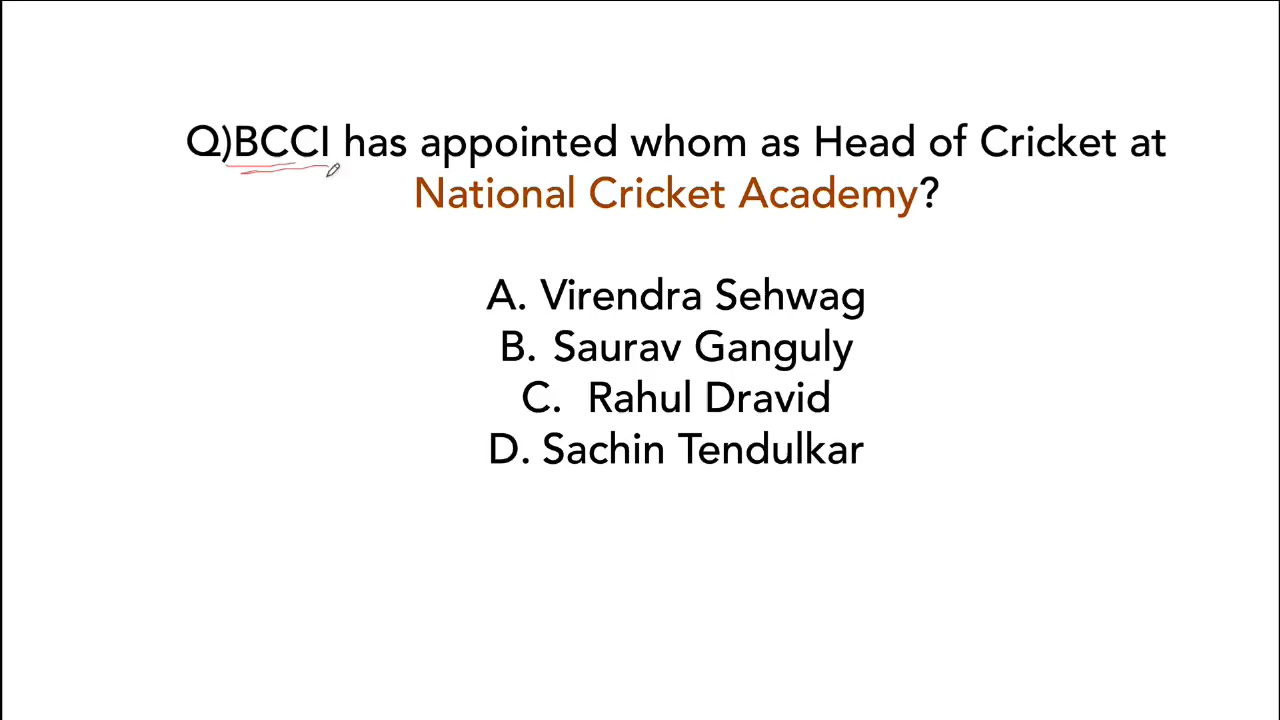 Q)BCCI has appointed whom as Head of Cricket at
National Cricket Academy?
A. Virendra Sehwag
B. Saurav Ganguly
C. Rahul Dravid
D. Sachin Tendulkar